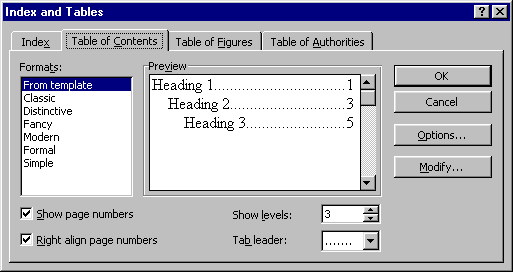 Index and Tables
Index
Table of Contents
Table of Figures
Table of Authorities
Formats:
From template
Classic
Distinctive
Fancy
Modern
Formal
Simple
Preview
Heading 1..............................1
Heading 2..........................3
Heading 3......................5
OK
Cancel
Options...
Modify...
Show page numbers
Right align page numbers
Show levels:
3
Tab leader:
.......